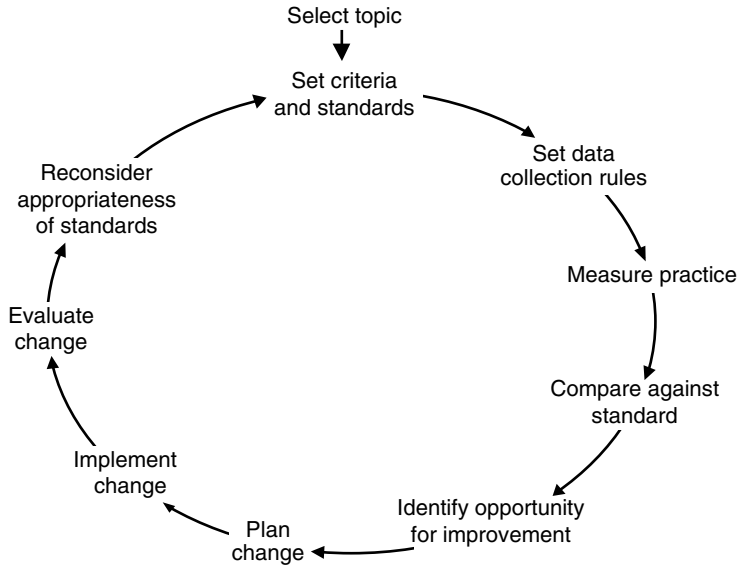 Select topic
Set criteria
and standards
Set data
collection rules
Measure practice
Compare against
standard
Identify opportunity
for improvement
Plan
change
Implement
change
Evaluate
change
Reconsider
appropriateness
of standards